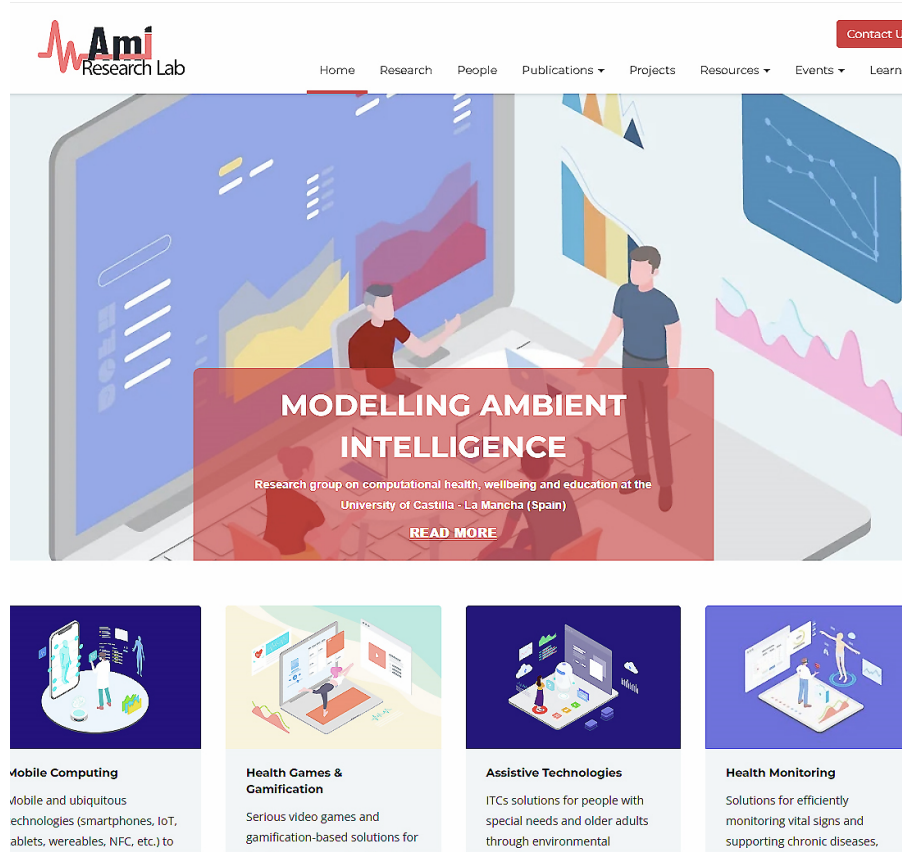 Ami
Research Lab
Contact U
Home Research People Publications Projects Resources Events Learn
MODELLING AMBIENT
INTELLIGENCE
Research group on computational health, wellbeing and education at the
University of Castilla - La Mancha (Spain)
READ MORE
Mobile Computing
Mobile and ubiquitous
echnologies (smartphones, IoT,
ablets, wereables, NFC, etc.) to
Health Games &
Gamification
Serious video games and
gamification-based solutions for
Assistive Technologies
ITCs solutions for people with
special needs and older adults
through environmental
Health Monitoring
Solutions for efficiently
monitoring vital signs and
supporting chronic diseases,